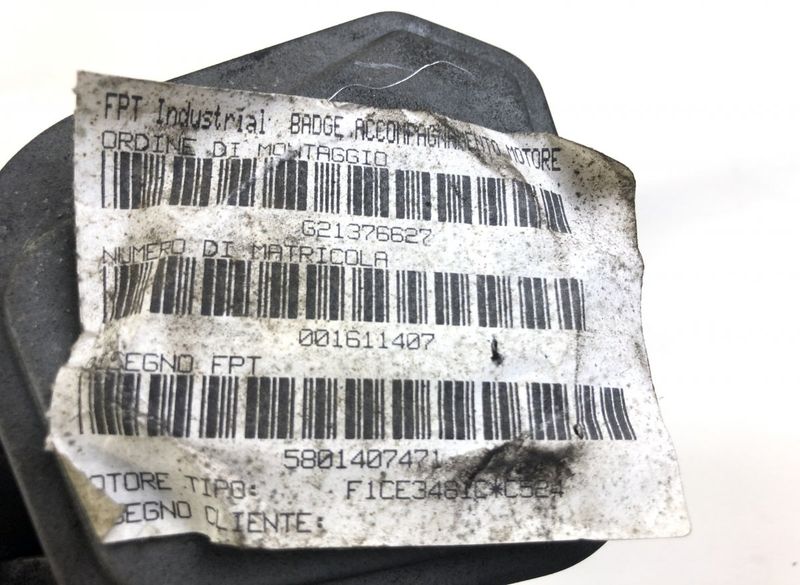 FPT Industrial BADGE ACCOMPAGNAMENTO MOTORE
ORDINE DI MONTAGGIO
G21376627
NUMERO DI MATRICOLA
001611407
SEGNO FPT
5801407471
OTORE TIPO: F1CE3481C*C524
SEGNO CLIENTE: